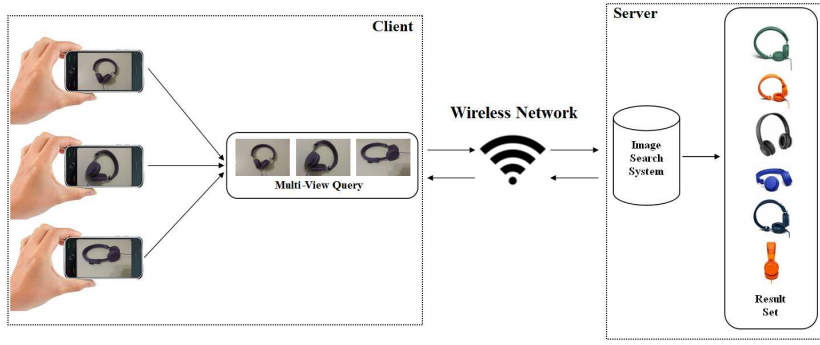 Client
Multi-View Query
Wireless Network
Server
Image
Search
System
Result
Set